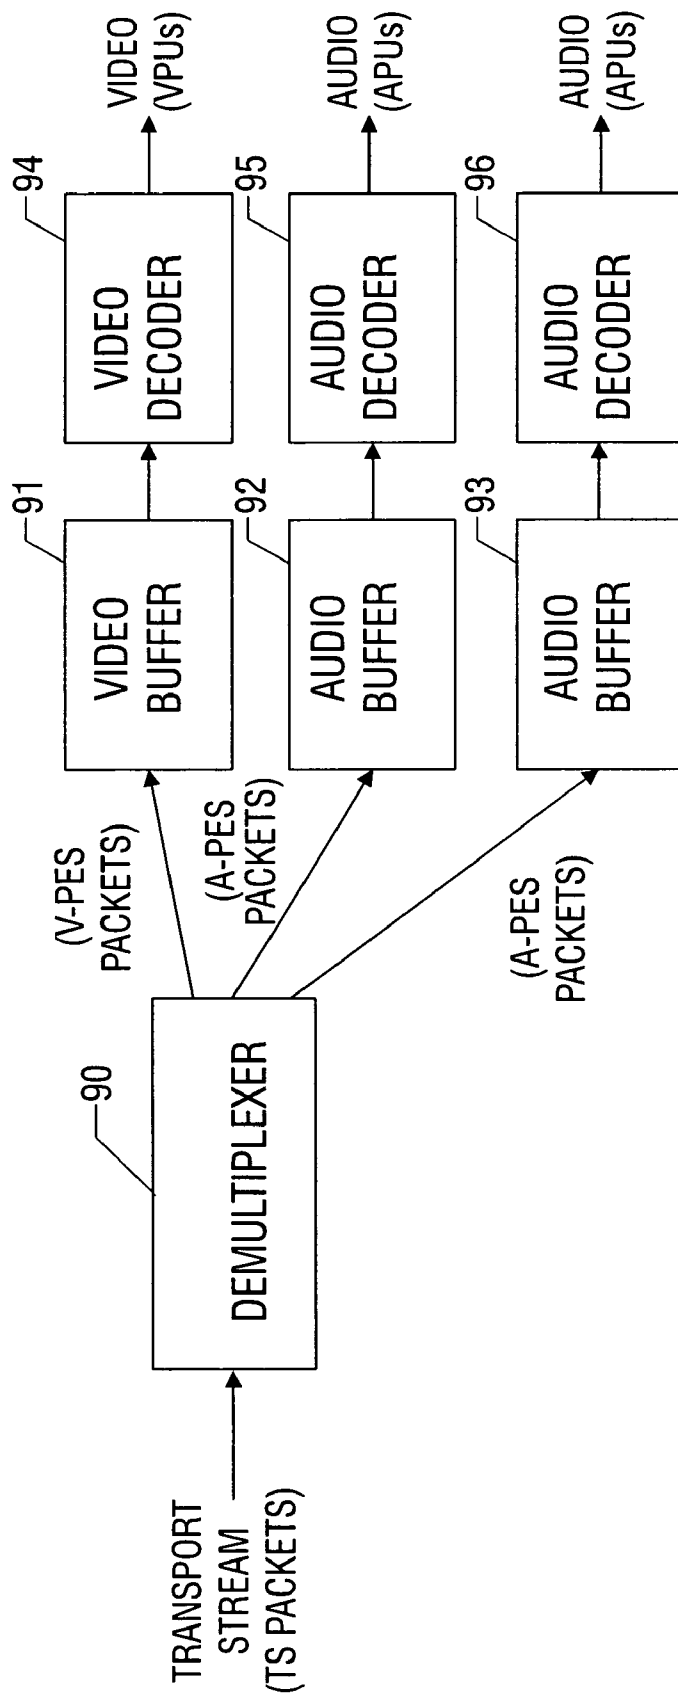 TRANSPORT
STREAM
(TS PACKETS)
90
DEMULTIPLEXER
(V-PES
PACKETS)
(A-PES
PACKETS)
(A-PES
PACKETS)
91
VIDEO
BUFFER
92
AUDIO
BUFFER
93
AUDIO
BUFFER
94
VIDEO
DECODER
95
AUDIO
DECODER
96
AUDIO
DECODER
VIDEO
(VPUs)
AUDIO
(APUs)
AUDIO
(APUs)